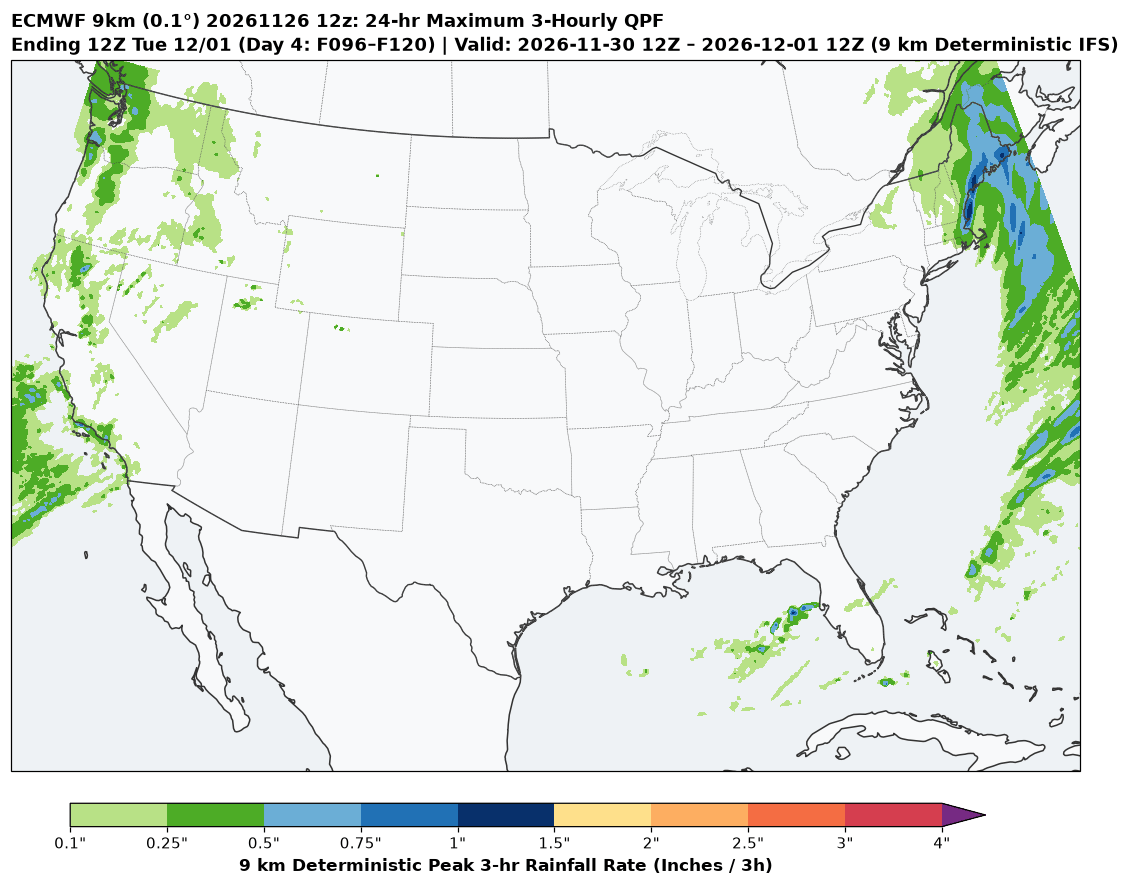 ECMWF 9km (0.1°) 20261126 12z: 24-hr Maximum 3-Hourly QPF
Ending 12Z Tue 12/01 (Day 4: F096–F120) | Valid: 2026-11-30 12Z – 2026-12-01 12Z (9 km Deterministic IFS)
0.1" 0.25" 0.5" 0.75" 1" 1.5" 2" 2.5" 3" 4"
9 km Deterministic Peak 3-hr Rainfall Rate (Inches / 3h)